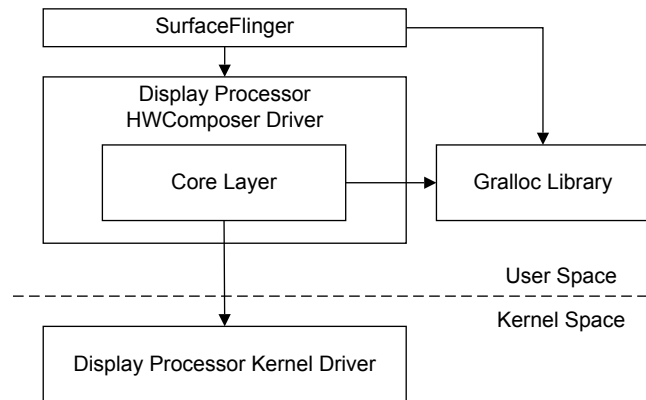 SurfaceFlinger
Display Processor
HWComposer Driver
Core Layer
Gralloc Library
User Space
Kernel Space
Display Processor Kernel Driver